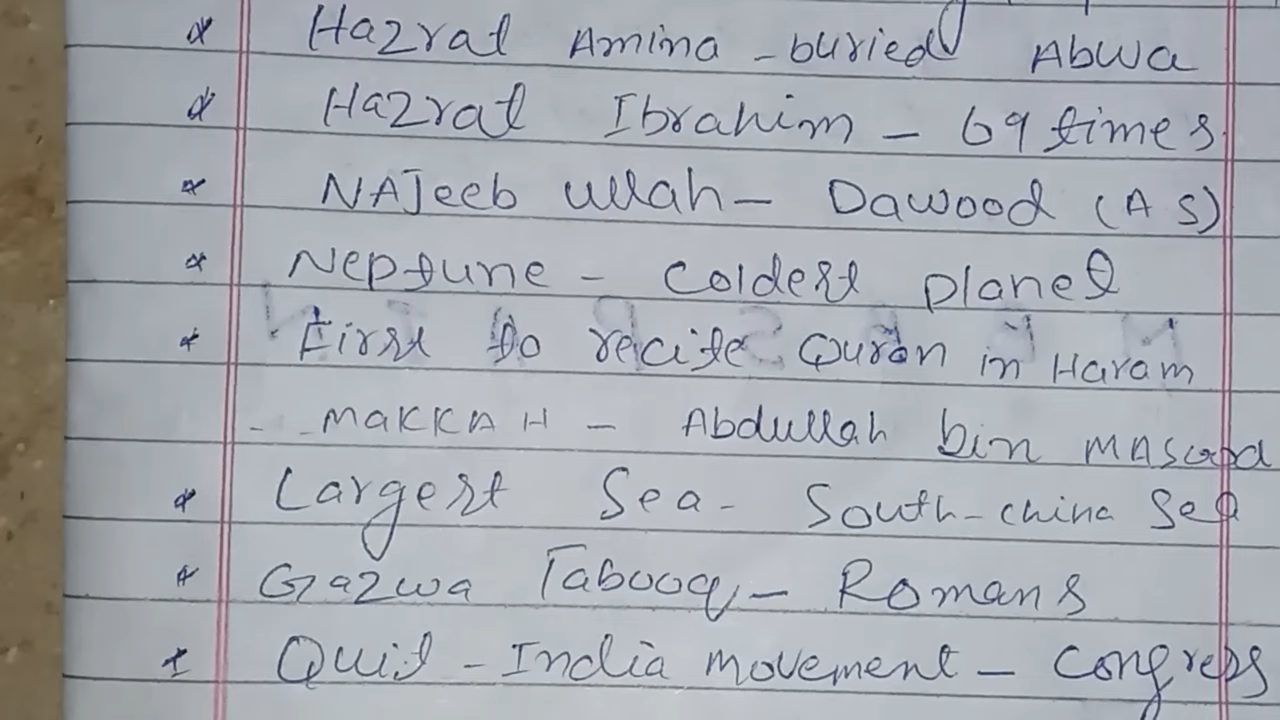 * Hazrat Amina - buried Abwa
* Hazrat Ibrahim - 69 times
* NAJeeb ullah - Dawood (A S)
* Neptune - Coldest planet
* First to recite Quran in Haram
- - MAKKAH - Abdullah bin MAsood
* Largest Sea - South-china Sea
* Gazwa Tabooq - Romans
* Quit - India movement - Congress